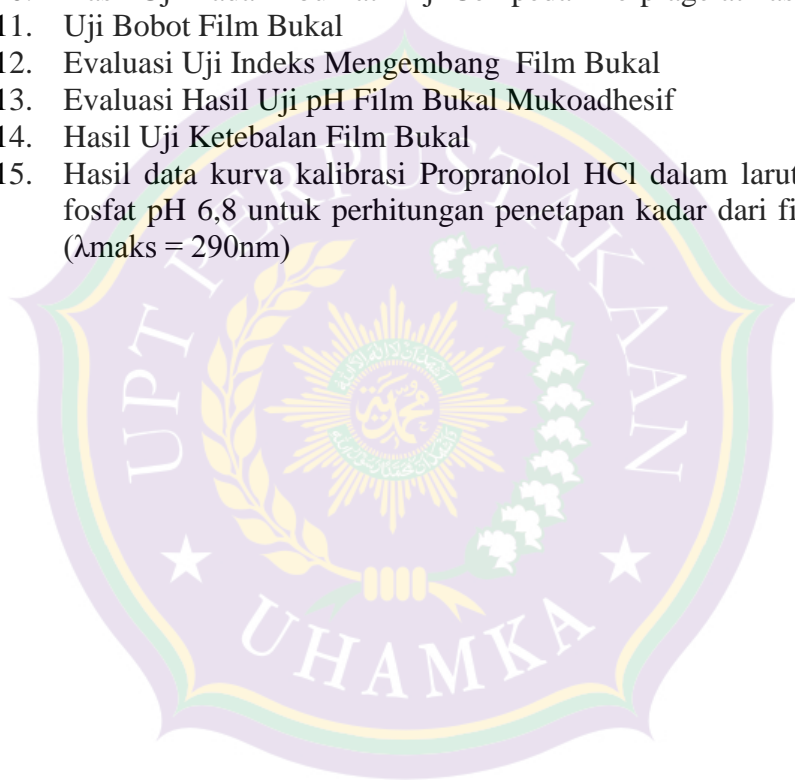 11. Uji Bobot Film Bukal
12. Evaluasi Uji Indeks Mengembang Film Bukal
13. Evaluasi Hasil Uji pH Film Bukal Mukoadhesif
14. Hasil Uji Ketebalan Film Bukal
15. Hasil data kurva kalibrasi Propranolol HCl dalam larut
fosfat pH 6,8 untuk perhitungan penetapan kadar dari fi
(λmaks = 290nm)
UPT PERPUSTAKAAN
UHAMKA